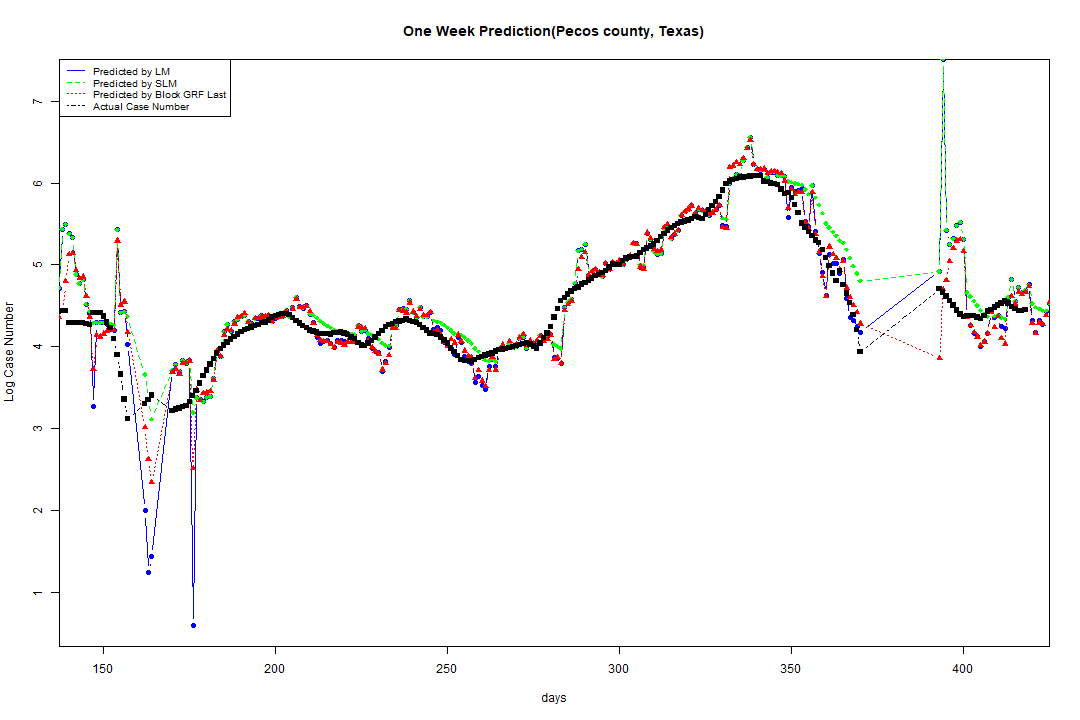 One Week Prediction(Pecos county, Texas)
Predicted by LM
Predicted by SLM
Predicted by Block GRF Last
Actual Case Number
Log Case Number
7
6
5
4
3
2
1
150 200 250 300 350 400
days